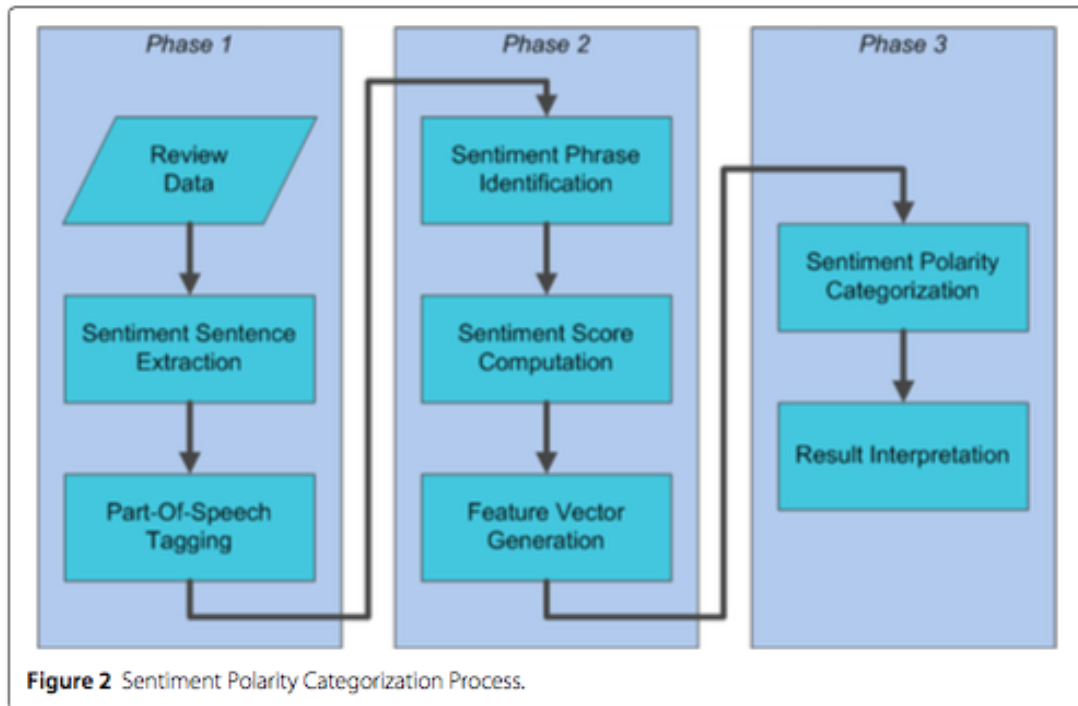 Phase 1
Review
Data
Sentiment Sentence
Extraction
Part-Of-Speech
Tagging
Phase 2
Sentiment Phrase
Identification
Sentiment Score
Computation
Feature Vector
Generation
Phase 3
Sentiment Polarity
Categorization
Result Interpretation
Figure 2 Sentiment Polarity Categorization Process.